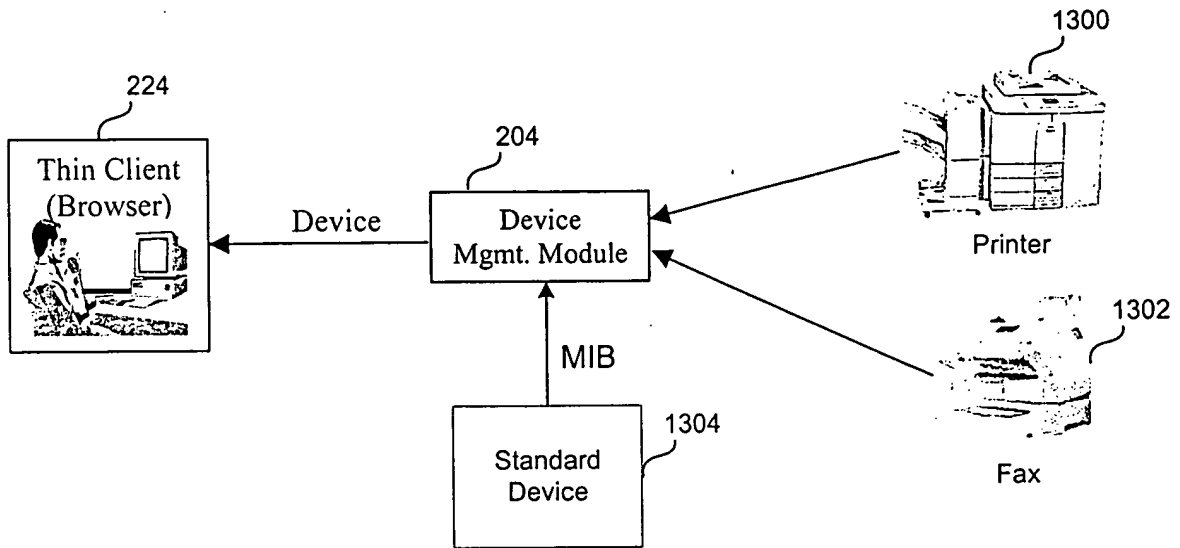 1300
224
Thin Client
(Browser)
204
Device
Device
Mgmt. Module
Printer
1302
MIB
1304
Standard
Device
Fax